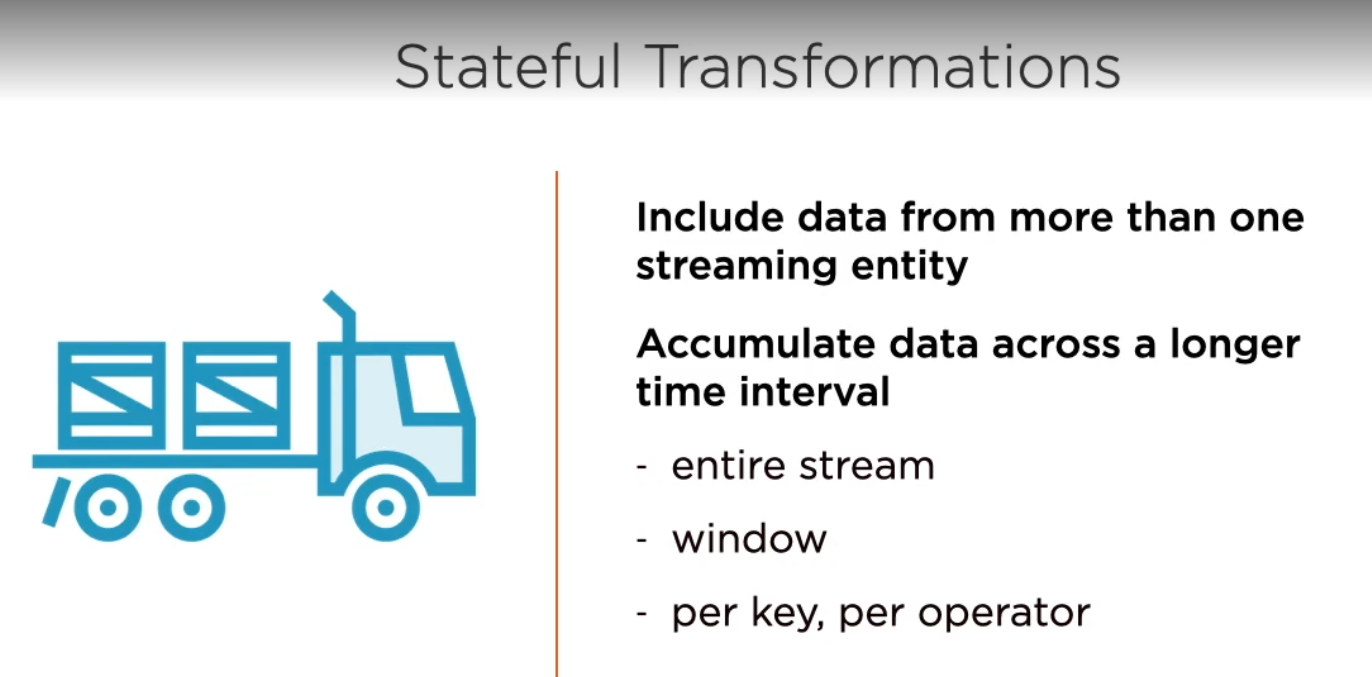 Stateful Transformations
Include data from more than one
streaming entity
Accumulate data across a longer
time interval
- entire stream
- window
- per key, per operator